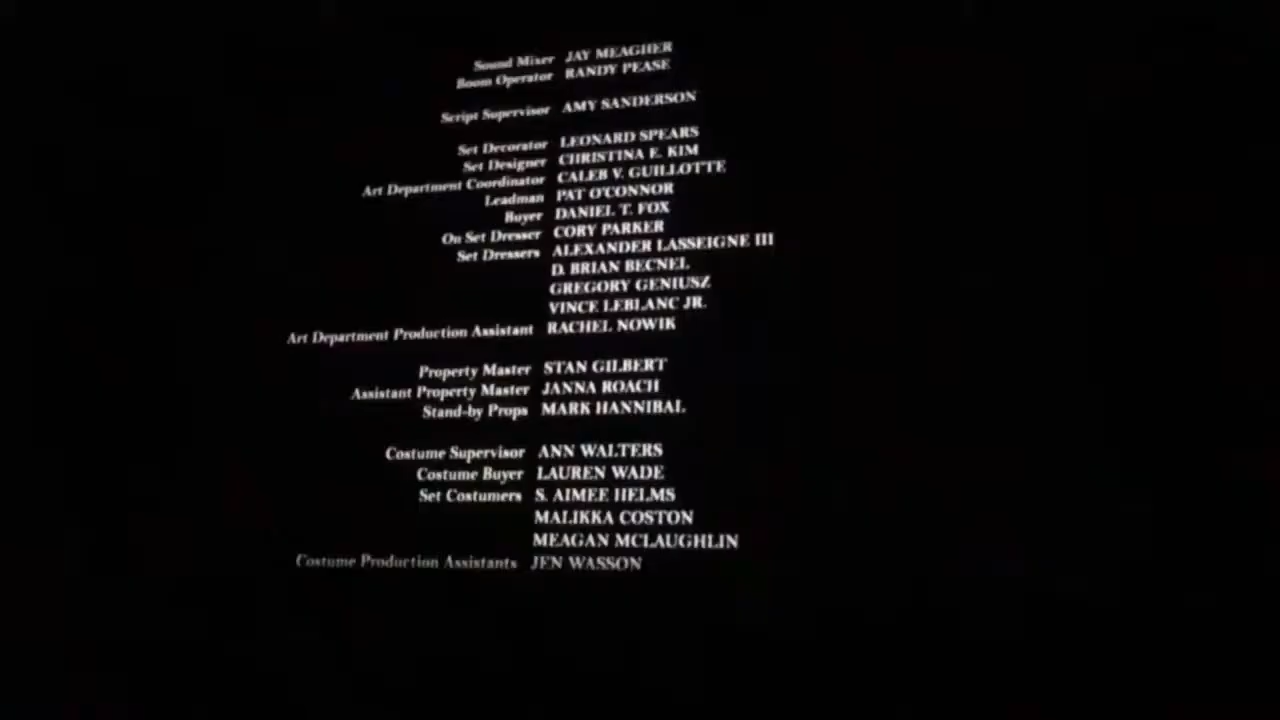 Sound Mixer JAY MEAGHER
Boom Operator RANDY PEASE
Script Supervisor AMY SANDERSON
Set Decorator LEONARD SPEARS
Set Designer CHRISTINA E. KIM
Art Department Coordinator CALEB V. GUILLOTTE
Leadman PAT O'CONNOR
Buyer DANIEL T. FOX
On Set Dresser CORY PARKER
Set Dressers ALEXANDER LASSEIGNE III
D. BRIAN BECNEL
GREGORY GENIUSZ
VINCE LEBLANC JR.
Art Department Production Assistant RACHEL NOWIK
Property Master STAN GILBERT
Assistant Property Master JANNA ROACH
Stand-by Props MARK HANNIBAL
Costume Supervisor ANN WALTERS
Costume Buyer LAUREN WADE
Set Costumers S. AIMEE HELMS
MALIKKA COSTON
MEAGAN MCLAUGHLIN
Costume Production Assistants JEN WASSON